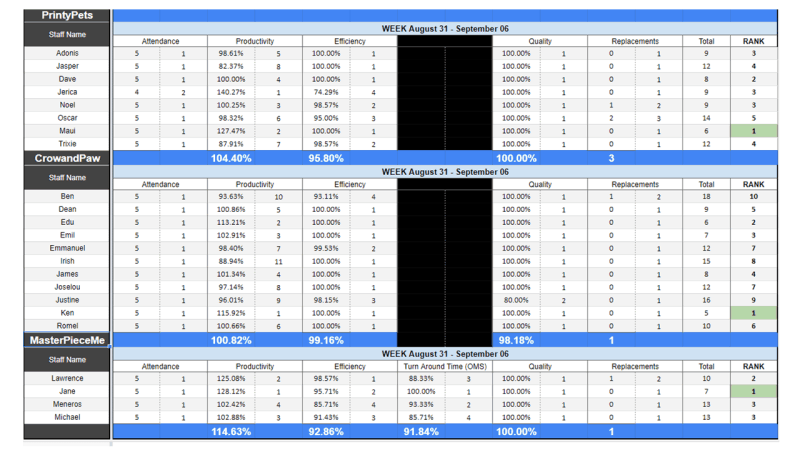 PrintyPets
Staff Name WEEK August 31 - September 06
Attendance Productivity Efficiency Quality Replacements Total RANK
Adonis 5 1 98.61% 5 100.00% 1 100.00% 1 0 1 9 3
Jasper 5 1 82.37% 8 100.00% 1 100.00% 1 0 1 12 4
Dave 5 1 100.00% 4 100.00% 1 100.00% 1 0 1 8 2
Jerica 4 2 140.27% 1 74.29% 4 100.00% 1 0 1 9 3
Noel 5 1 100.25% 3 98.57% 2 100.00% 1 1 2 9 3
Oscar 5 1 98.32% 6 95.00% 3 100.00% 1 2 3 14 5
Maui 5 1 127.47% 2 100.00% 1 100.00% 1 0 1 6 1
Trixie 5 1 87.91% 7 98.57% 2 100.00% 1 0 1 12 4
CrowandPaw 104.40% 95.80% 100.00% 3
Staff Name WEEK August 31 - September 06
Attendance Productivity Efficiency Quality Replacements Total RANK
Ben 5 1 93.63% 10 93.11% 4 100.00% 1 1 2 18 10
Dean 5 1 100.86% 5 100.00% 1 100.00% 1 0 1 9 5
Edu 5 1 113.21% 2 100.00% 1 100.00% 1 0 1 6 2
Emil 5 1 102.91% 3 100.00% 1 100.00% 1 0 1 7 3
Emmanuel 5 1 98.40% 7 99.53% 2 100.00% 1 0 1 12 7
Irish 5 1 88.94% 11 100.00% 1 100.00% 1 0 1 15 8
James 5 1 101.34% 4 100.00% 1 100.00% 1 0 1 8 4
Joselou 5 1 97.14% 8 100.00% 1 100.00% 1 0 1 12 7
Justine 5 1 96.01% 9 98.15% 3 80.00% 2 0 1 16 9
Ken 5 1 115.92% 1 100.00% 1 100.00% 1 0 1 5 1
Romel 5 1 100.66% 6 100.00% 1 100.00% 1 0 1 10 6
MasterPieceMe 100.82% 99.16% 98.18% 1
Staff Name WEEK August 31 - September 06
Attendance Productivity Efficiency Turn Around Time (OMS) Quality Replacements Total RANK
Lawrence 5 1 125.08% 2 98.57% 1 88.33% 3 100.00% 1 1 2 10 2
Jane 5 1 128.12% 1 95.71% 2 100.00% 1 100.00% 1 0 1 7 1
Meneros 5 1 102.42% 4 85.71% 4 93.33% 2 100.00% 1 0 1 13 3
Michael 5 1 102.88% 3 91.43% 3 85.71% 4 100.00% 1 0 1 13 3
114.63% 92.86% 91.84% 100.00% 1